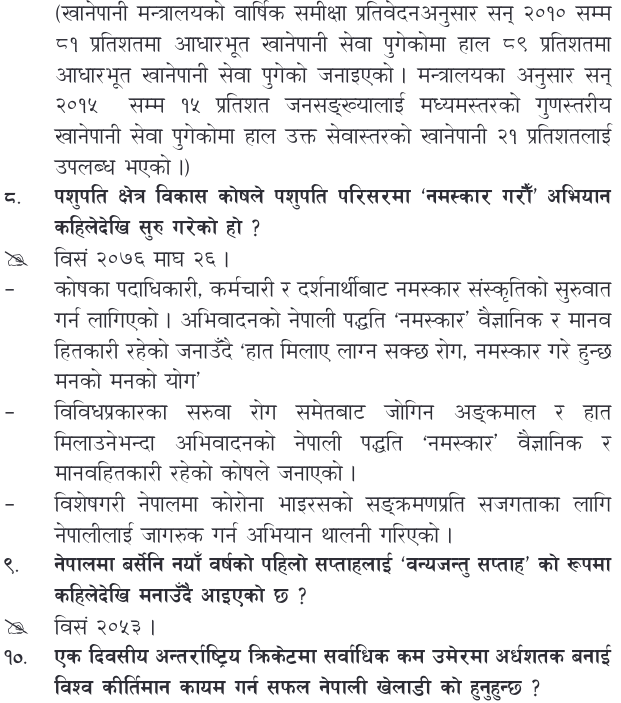 (खानेपानी मन्त्रालयको वार्षिक समीक्षा प्रतिवेदनअनुसार सन् २०१० सम्म
८१ प्रतिशतमा आधारभूत खानेपानी सेवा पुगेकोमा हाल ८९ प्रतिशतमा
आधारभूत खानेपानी सेवा पुगेको जनाइएको । मन्त्रालयका अनुसार सन्
२०१५ सम्म १५ प्रतिशत जनसङ्ख्यालाई मध्यमस्तरको गुणस्तरीय
खानेपानी सेवा पुगेकोमा हाल उक्त सेवास्तरको खानेपानी २१ प्रतिशतलाई
उपलब्ध भएको ।)
८. पशुपति क्षेत्र विकास कोषले पशुपति परिसरमा ‘नमस्कार गरौँ’ अभियान
कहिलेदेखि सुरु गरेको हो ?
विसं २०७६ माघ २६ ।
– कोषका पदाधिकारी, कर्मचारी र दर्शनार्थीबाट नमस्कार संस्कृतिको सुरुवात
गर्न लागिएको । अभिवादनको नेपाली पद्धति ‘नमस्कार’ वैज्ञानिक र मानव
हितकारी रहेको जनाउँदै ‘हात मिलाए लाग्न सक्छ रोग, नमस्कार गरे हुन्छ
मनको मनको योग’
– विविधप्रकारका सरुवा रोग समेतबाट जोगिन अङ्कमाल र हात
मिलाउनेभन्दा अभिवादनको नेपाली पद्धति ‘नमस्कार’ वैज्ञानिक र
मानवहितकारी रहेको कोषले जनाएको ।
– विशेषगरी नेपालमा कोरोना भाइरसको सङ्क्रमणप्रति सजगताका लागि
नेपालीलाई जागरुक गर्न अभियान थालनी गरिएको ।
९. नेपालमा बर्सेनि नयाँ वर्षको पहिलो सप्ताहलाई ‘वन्यजन्तु सप्ताह’ को रूपमा
कहिलेदेखि मनाउँदै आइएको छ ?
विसं २०५३ ।
१०. एक दिवसीय अन्तर्राष्ट्रिय क्रिकेटमा सर्वाधिक कम उमेरमा अर्धशतक बनाई
विश्व कीर्तिमान कायम गर्न सफल नेपाली खेलाडी को हुनुहुन्छ ?